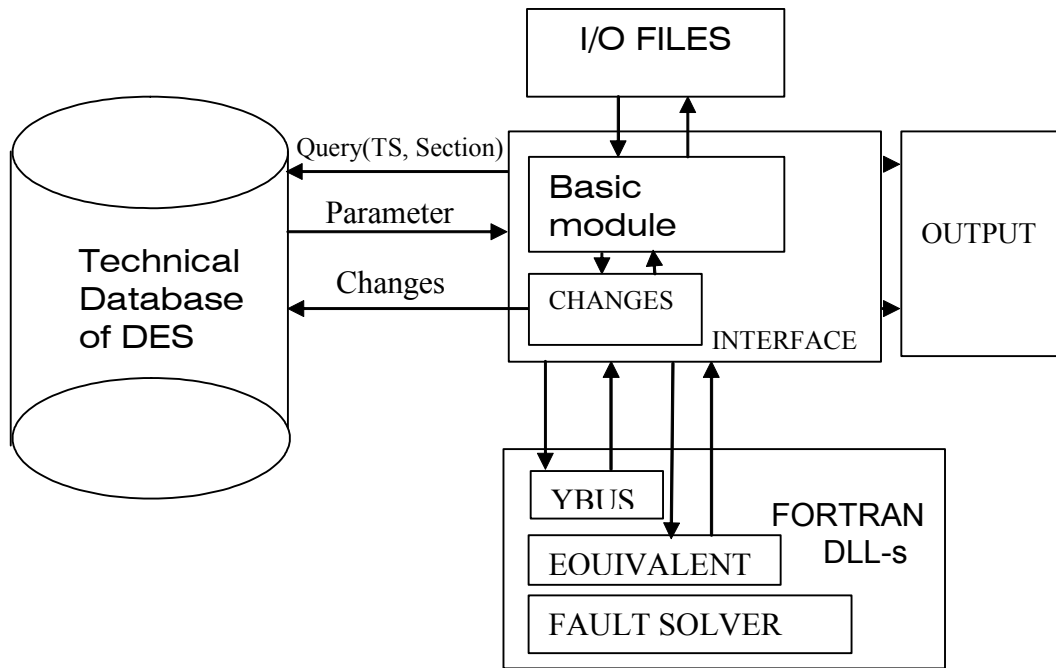 I/O FILES
Query(TS, Section)
Parameter
Changes
Technical
Database
of DES
Basic
module
CHANGES
INTERFACE
OUTPUT
YBUS
EQUIVALENT
FAULT SOLVER
FORTRAN
DLL-s